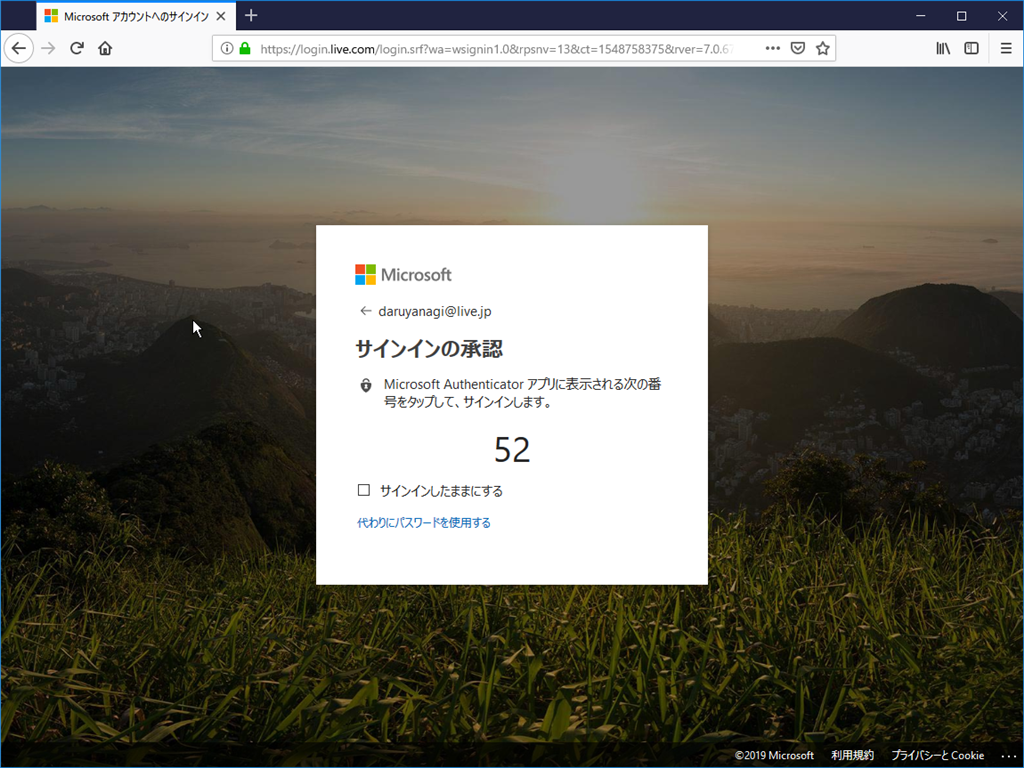 Microsoft アカウントへのサインイン
https://login.live.com/login.srf?wa=wsignin1.0&rpsnv=13&ct=1548758375&rver=7.0.67
Microsoft
daruyanagi@live.jp
サインインの承認
Microsoft Authenticator アプリに表示される次の番
号をタップして、サインインします。
52
サインインしたままにする
代わりにパスワードを使用する
©2019 Microsoft 利用規約 プライバシーと Cookie